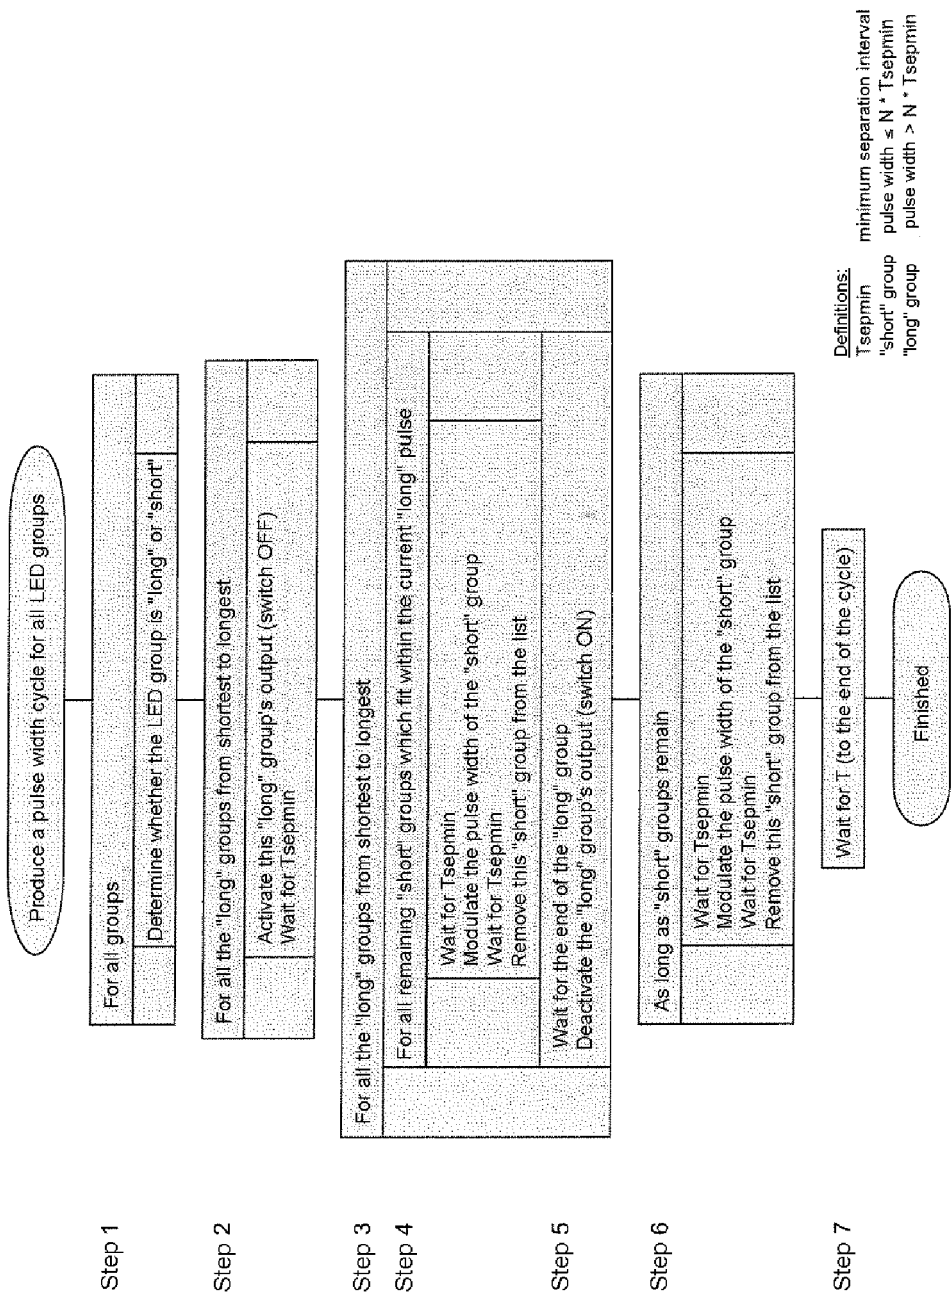 Produce a pulse width cycle for all LED groups
Step 1
For all groups
Determine whether the LED group is "long" or "short"
Step 2
For all the "long" groups from shortest to longest
Activate this "long" group's output (switch OFF)
Wait for Tsepmin
Step 3
For all the "long" groups from shortest to longest
Step 4
For all remaining "short" groups which fit within the current "long" pulse
Wait for Tsepmin
Modulate the pulse width of the "short" group
Wait for Tsepmin
Remove this "short" group from the list
Step 5
Wait for the end of the "long" group
Deactivate the "long" group's output (switch ON)
Step 6
As long as "short" groups remain
Wait for Tsepmin
Modulate the pulse width of the "short" group
Wait for Tsepmin
Remove this "short" group from the list
Step 7
Wait for T (to the end of the cycle)
Finished
Definitions:
Tsepmin minimum separation interval
"short" group pulse width ≤ N * Tsepmin
"long" group pulse width > N * Tsepmin